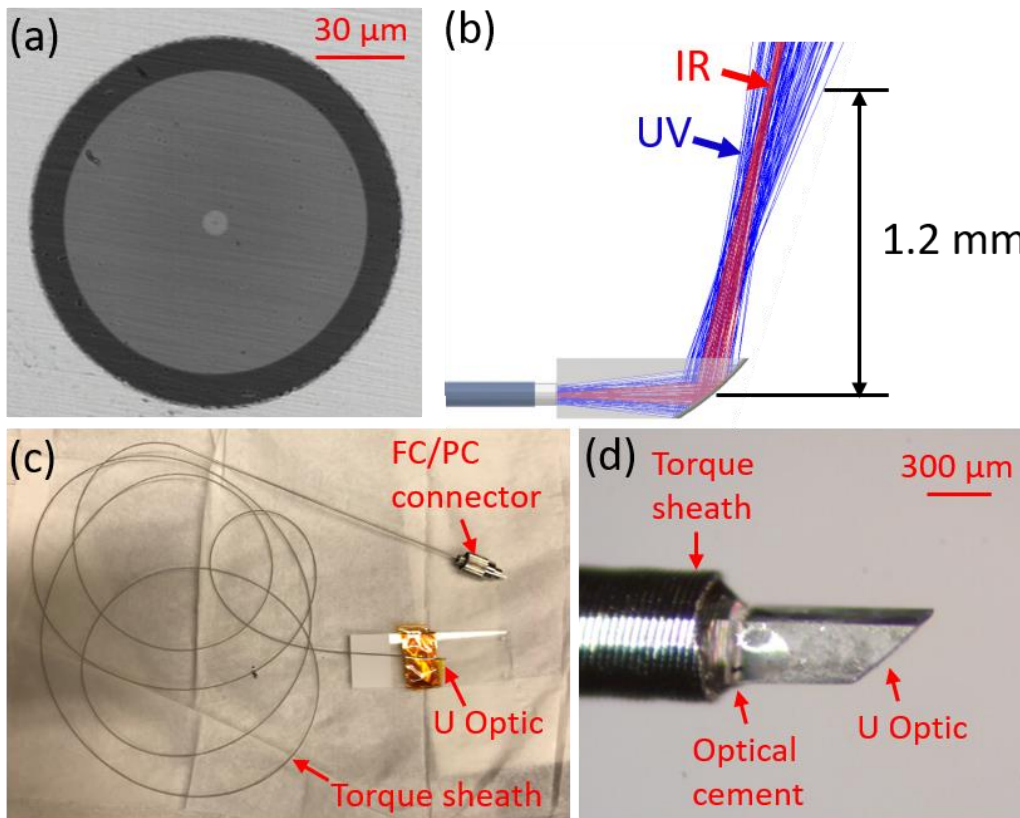 (a)
30 μm
(b)
IR
UV
1.2 mm
(c)
FC/PC
connector
U Optic
Torque sheath
(d)
Torque
sheath
300 μm
Optical
cement
U Optic